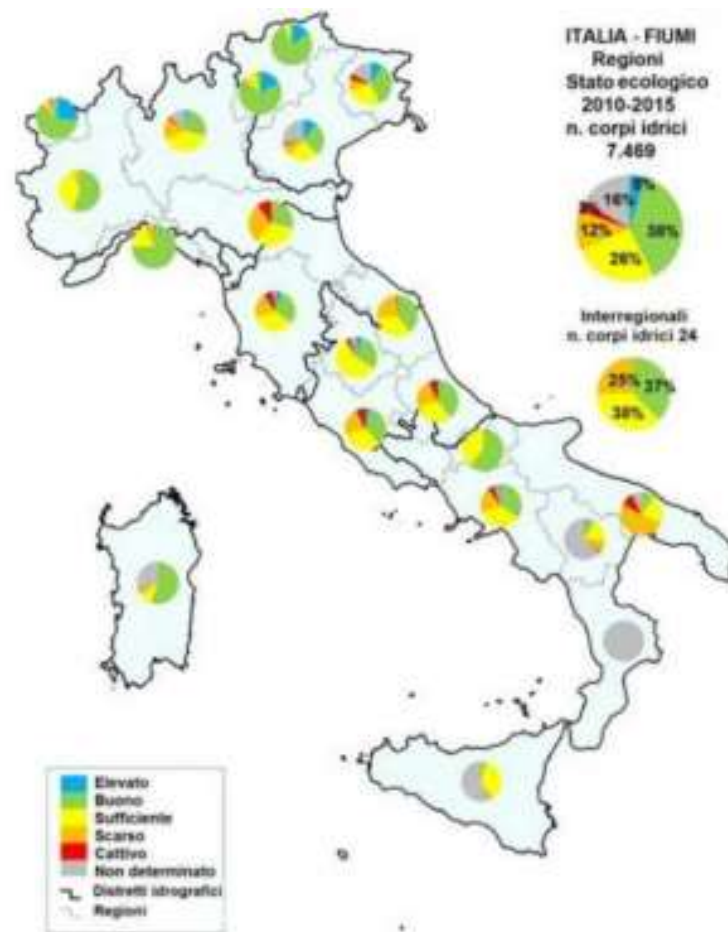 ITALIA - FIUMI
Regioni
Stato ecologico
2010-2015
n. corpi idrici
7.469
16%
12%
26%
Interregionali
n. corpi idrici 24
25%
37%
38%
Elevato
Buono
Sufficiente
Scarso
Cattivo
Non determinato
Distretti idrografici
Regioni